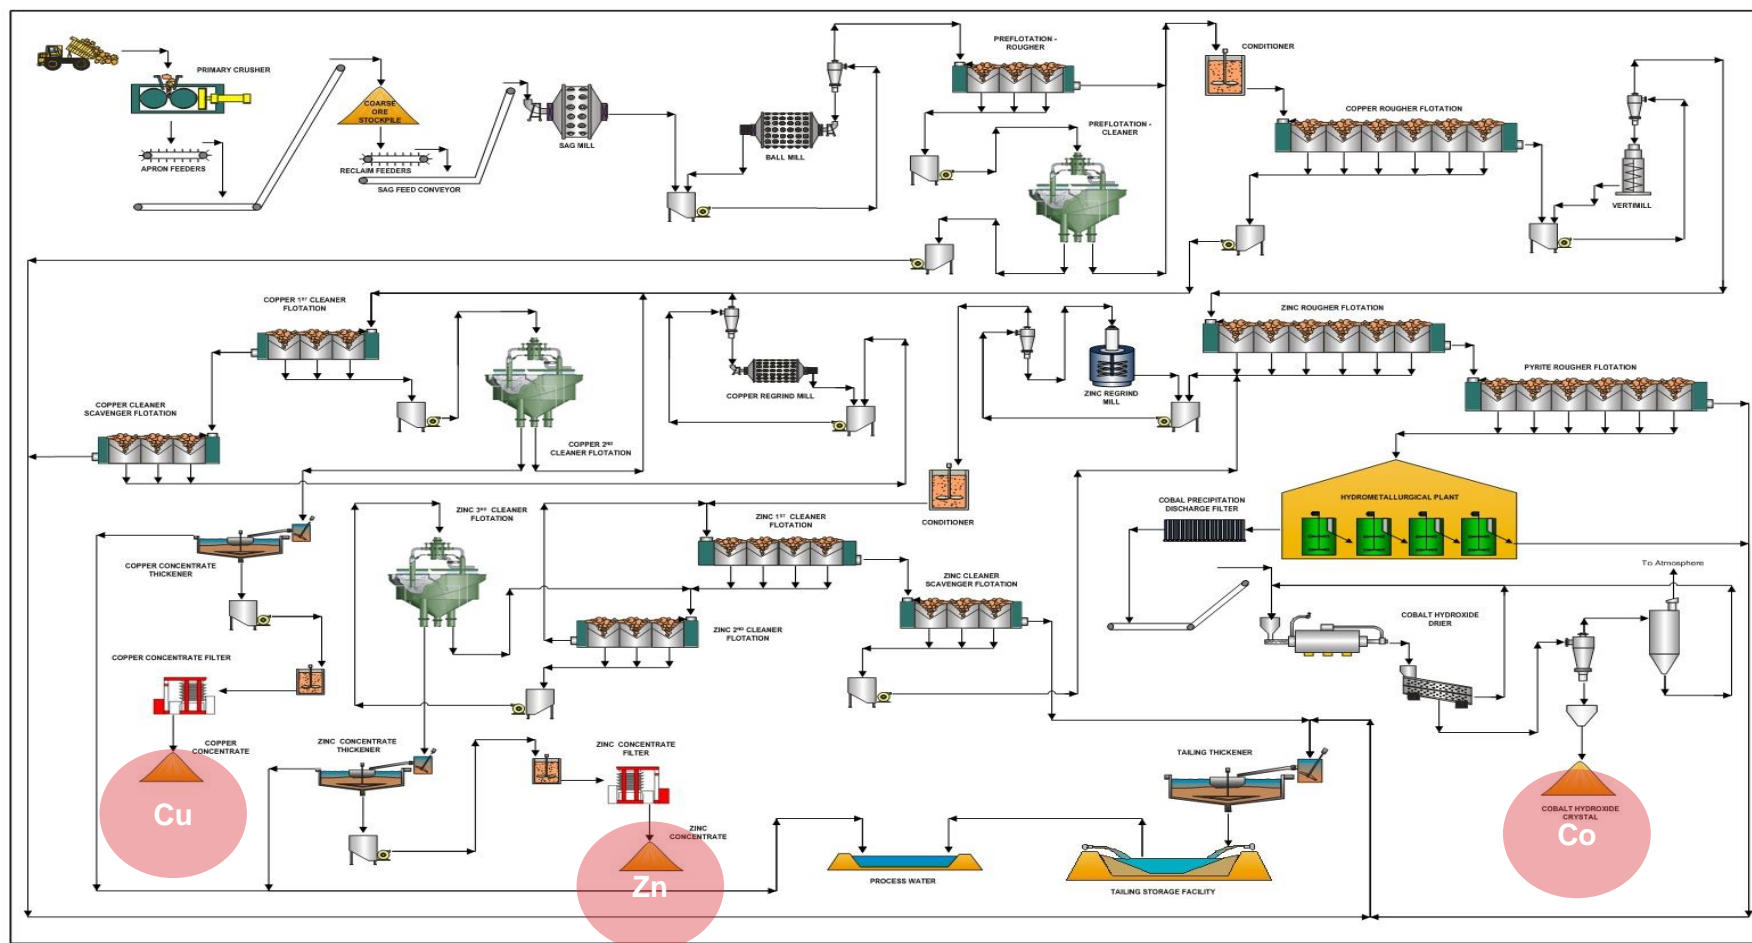 PRIMARY CRUSHER
APRON FEEDERS
COARSE
ORE
STOCKPILE
RECLAIM FEEDERS
SAG FEED CONVEYOR
SAG MILL
BALL MILL
PREFLOTATION -
ROUGHER
PREFLOTATION -
CLEANER
CONDITIONER
COPPER ROUGHER FLOTATION
VERTIMILL
COPPER 1ST CLEANER
FLOTATION
COPPER CLEANER
SCAVENGER FLOTATION
COPPER 2ND
CLEANER FLOTATION
COPPER REGRIND MILL
ZINC REGRIND
MILL
ZINC ROUGHER FLOTATION
PYRITE ROUGHER FLOTATION
HYDROMETALLURGICAL PLANT
COBAL PRECIPITATION
DISCHARGE FILTER
CONDITIONER
ZINC 3RD CLEANER
FLOTATION
ZINC 1ST CLEANER
FLOTATION
ZINC 2ND CLEANER
FLOTATION
ZINC CLEANER
SCAVENGER FLOTATION
COPPER CONCENTRATE
THICKENER
COPPER CONCENTRATE FILTER
COPPER
CONCENTRATE
Cu
ZINC CONCENTRATE
THICKENER
ZINC CONCENTRATE
FILTER
ZINC
CONCENTRATE
Zn
PROCESS WATER
TAILING THICKENER
TAILING STORAGE FACILITY
COBALT HYDROXIDE
DRIER
To Atmosphere
COBALT HYDROXIDE
CRYSTAL
Co